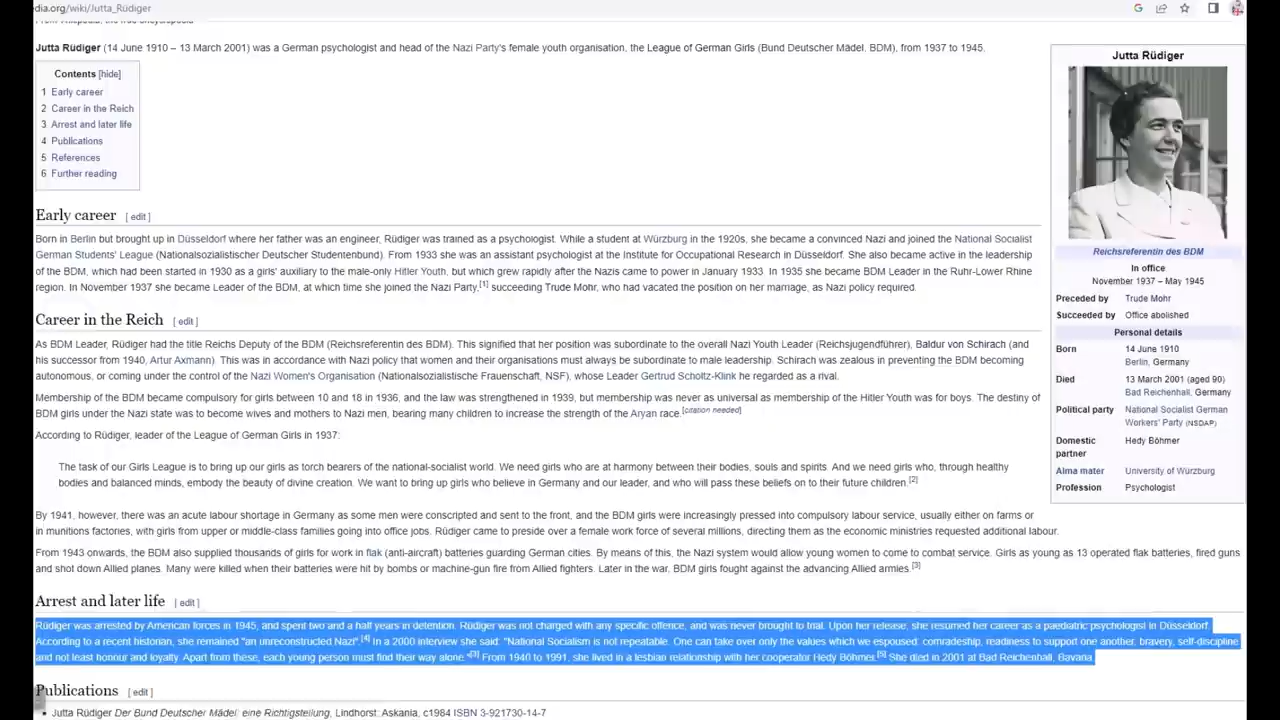 dia.org/wiki/Jutta_Rüdiger
Jutta Rüdiger (14 June 1910 – 13 March 2001) was a German psychologist and head of the Nazi Party's female youth organisation, the League of German Girls (Bund Deutscher Mädel, BDM), from 1937 to 1945.
Contents [hide]
1 Early career
2 Career in the Reich
3 Arrest and later life
4 Publications
5 References
6 Further reading
Early career [ edit ]
Born in Berlin but brought up in Düsseldorf where her father was an engineer, Rüdiger was trained as a psychologist. While a student at Würzburg in the 1920s, she became a convinced Nazi and joined the National Socialist
German Students' League (Nationalsozialistischer Deutscher Studentenbund). From 1933 she was an assistant psychologist at the Institute for Occupational Research in Düsseldorf. She also became active in the leadership
of the BDM, which had been started in 1930 as a girls' auxiliary to the male-only Hitler Youth, but which grew rapidly after the Nazis came to power in January 1933. In 1935 she became BDM Leader in the Ruhr-Lower Rhine
region. In November 1937 she became Leader of the BDM, at which time she joined the Nazi Party,[1] succeeding Trude Mohr, who had vacated the position on her marriage, as Nazi policy required.
Career in the Reich [ edit ]
As BDM Leader, Rüdiger had the title Reichs Deputy of the BDM (Reichsreferentin des BDM). This signified that her position was subordinate to the overall Nazi Youth Leader (Reichsjugendführer), Baldur von Schirach (and
his successor from 1940, Artur Axmann). This was in accordance with Nazi policy that women and their organisations must always be subordinate to male leadership. Schirach was zealous in preventing the BDM becoming
autonomous, or coming under the control of the Nazi Women's Organisation (Nationalsozialistische Frauenschaft, NSF), whose Leader Gertrud Scholtz-Klink he regarded as a rival.
Membership of the BDM became compulsory for girls between 10 and 18 in 1936, and the law was strengthened in 1939, but membership was never as universal as membership of the Hitler Youth was for boys. The destiny of
BDM girls under the Nazi state was to become wives and mothers to Nazi men, bearing many children to increase the strength of the Aryan race.[citation needed]
According to Rüdiger, leader of the League of German Girls in 1937:
The task of our Girls League is to bring up our girls as torch bearers of the national-socialist world. We need girls who are at harmony between their bodies, souls and spirits. And we need girls who, through healthy
bodies and balanced minds, embody the beauty of divine creation. We want to bring up girls who believe in Germany and our leader, and who will pass these beliefs on to their future children.[2]
By 1941, however, there was an acute labour shortage in Germany as some men were conscripted and sent to the front, and the BDM girls were increasingly pressed into compulsory labour service, usually either on farms or
in munitions factories, with girls from upper or middle-class families going into office jobs. Rüdiger came to preside over a female work force of several millions, directing them as the economic ministries requested additional labour.
From 1943 onwards, the BDM also supplied thousands of girls for work in flak (anti-aircraft) batteries guarding German cities. By means of this, the Nazi system would allow young women to come to combat service. Girls as young as 13 operated flak batteries, fired guns
and shot down Allied planes. Many were killed when their batteries were hit by bombs or machine-gun fire from Allied fighters. Later in the war, BDM girls fought against the advancing Allied armies.[3]
Arrest and later life [ edit ]
Rüdiger was arrested by American forces in 1945, and spent two and a half years in detention. Rüdiger was not charged with any specific offence, and was never brought to trial. Upon her release, she resumed her career as a paediatric psychologist in Düsseldorf.
According to a recent historian, she remained "an unreconstructed Nazi".[4] In a 2000 interview she said: "National Socialism is not repeatable. One can take over only the values which we espoused: comradeship, readiness to support one another, bravery, self-discipline
and not least honour and loyalty. Apart from these, each young person must find their way alone."[3] From 1940 to 1991, she lived in a lesbian relationship with her cooperator Hedy Böhmer.[5] She died in 2001 at Bad Reichenhall, Bavaria.
Publications [ edit ]
• Jutta Rüdiger Der Bund Deutscher Mädel: eine Richtigstellung, Lindhorst: Askania, c1984 ISBN 3-921730-14-7
Jutta Rüdiger
Reichsreferentin des BDM
In office
November 1937 – May 1945
Preceded by Trude Mohr
Succeeded by Office abolished
Personal details
Born 14 June 1910
Berlin, Germany
Died 13 March 2001 (aged 90)
Bad Reichenhall, Germany
Political party National Socialist German
Workers' Party (NSDAP)
Domestic Hedy Böhmer
partner
Alma mater University of Würzburg
Profession Psychologist